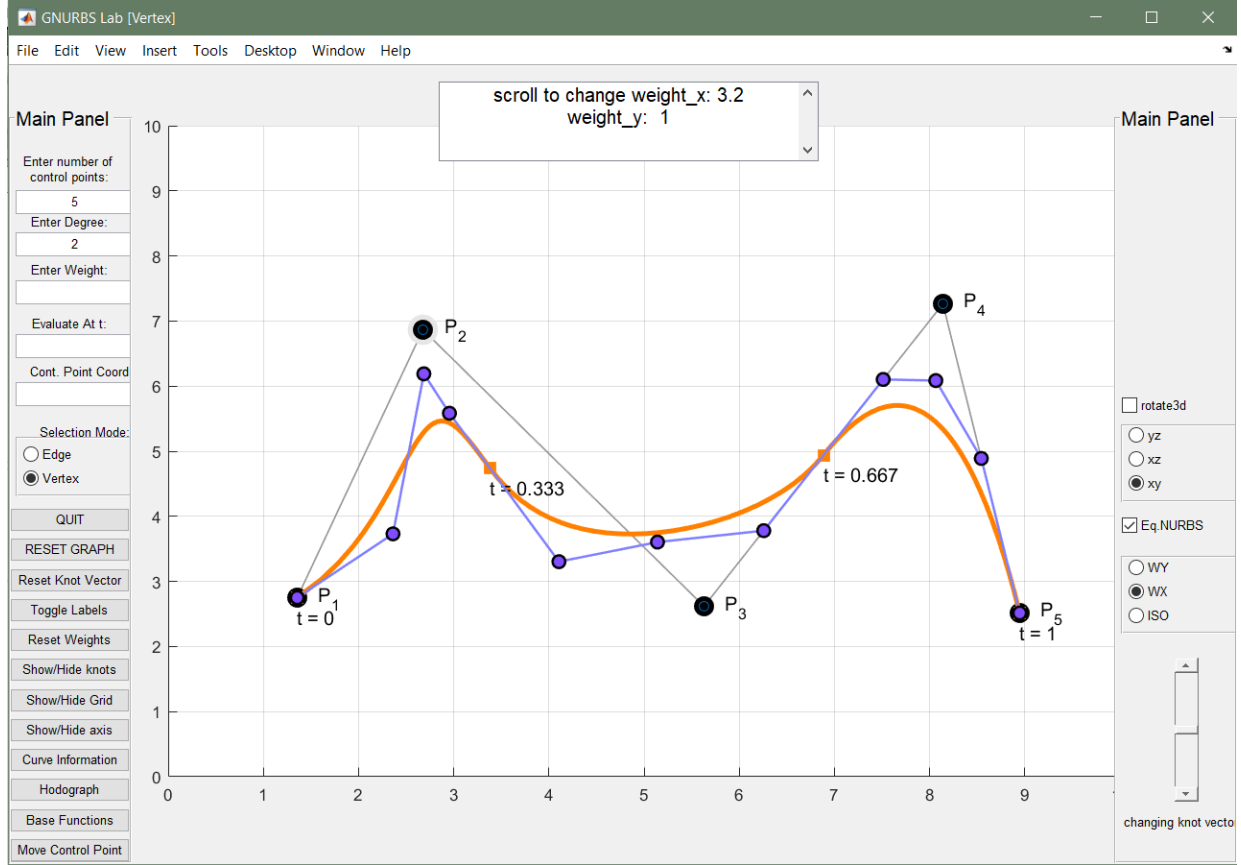 GNURBS Lab [Vertex]
File Edit View Insert Tools Desktop Window Help
scroll to change weight_x: 3.2
weight_y: 1
Main Panel
Enter number of
control points:
5
Enter Degree:
2
Enter Weight:
Evaluate At t:
Cont. Point Coord
Selection Mode:
Edge
Vertex
QUIT
RESET GRAPH
Reset Knot Vector
Toggle Labels
Reset Weights
Show/Hide knots
Show/Hide Grid
Show/Hide axis
Curve Information
Hodograph
Base Functions
Move Control Point
10
9
8
7
6
5
4
3
2
1
0
0 1 2 3 4 5 6 7 8 9
P4
P2
t = 0.667
t = 0.333
P1
t = 0
P3
P5
t = 1
Main Panel
rotate3d
yz
xz
xy
Eq.NURBS
WY
WX
ISO
changing knot vecto